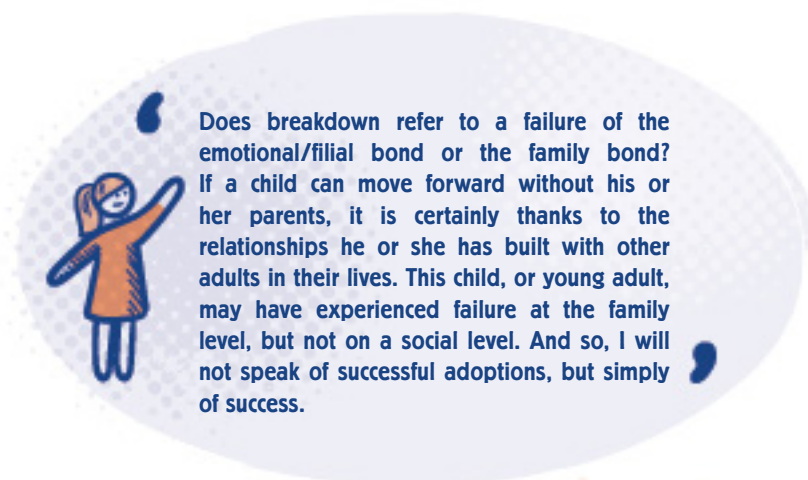 ‘
Does breakdown refer to a failure of the
emotional/filial bond or the family bond?
If a child can move forward without his or
her parents, it is certainly thanks to the
relationships he or she has built with other
adults in their lives. This child, or young adult,
may have experienced failure at the family
level, but not on a social level. And so, I will
not speak of successful adoptions, but simply
of success.
’